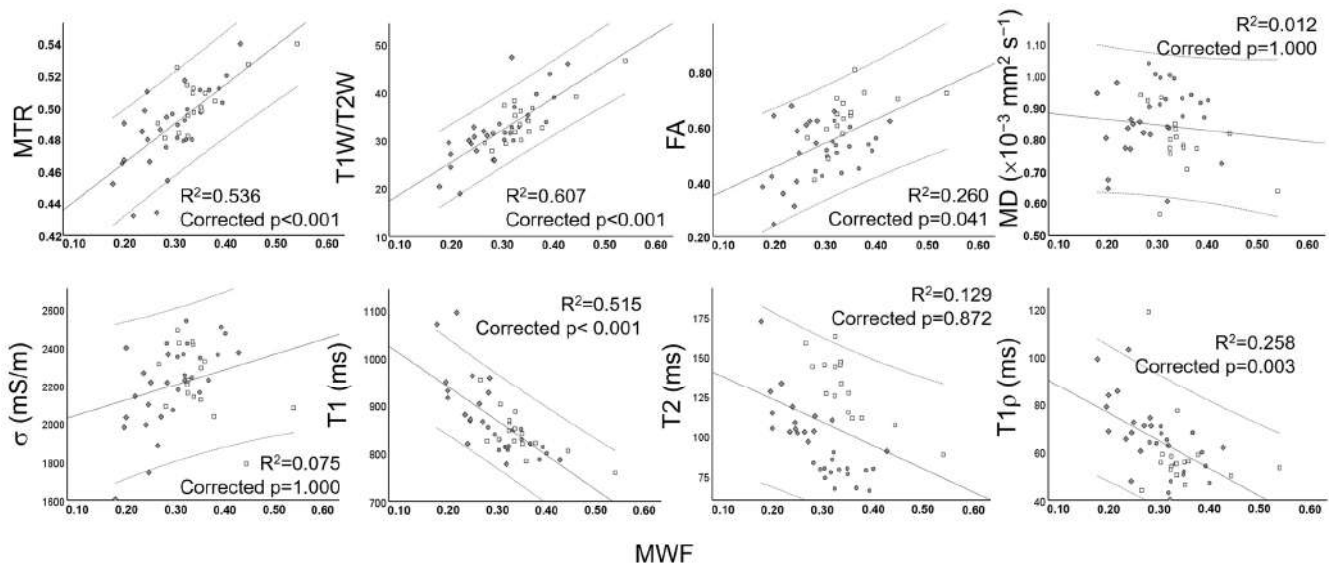 MTR
0.54
0.52
0.50
0.48
0.46
0.44
0.42
R²=0.536
Corrected p<0.001
0.10 0.20 0.30 0.40 0.50 0.60
T1W/T2W
50
40
30
20
10
R²=0.607
Corrected p<0.001
0.10 0.20 0.30 0.40 0.50 0.60
FA
0.80
0.60
0.40
0.20
R²=0.260
Corrected p=0.041
0.10 0.20 0.30 0.40 0.50 0.60
MD (×10⁻³ mm² s⁻¹)
1.10
1.00
0.90
0.80
0.70
0.60
0.50
R²=0.012
Corrected p=1.000
0.10 0.20 0.30 0.40 0.50 0.60
σ (mS/m)
2600
2400
2200
2000
1800
1600
R²=0.075
Corrected p=1.000
0.10 0.20 0.30 0.40 0.50 0.60
T1 (ms)
1100
1000
900
800
700
R²=0.515
Corrected p< 0.001
0.10 0.20 0.30 0.40 0.50 0.60
T2 (ms)
175
150
125
100
75
R²=0.129
Corrected p=0.872
0.10 0.20 0.30 0.40 0.50 0.60
T1ρ (ms)
120
100
80
60
40
R²=0.258
Corrected p=0.003
0.10 0.20 0.30 0.40 0.50 0.60
MWF